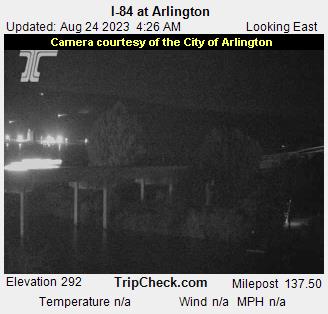 I-84 at Arlington
Updated: Aug 24 2023 4:26 AM Looking East
Camera courtesy of the City of Arlington
Elevation 292 TripCheck.com Milepost 137.50
Temperature n/a Wind n/a MPH n/a